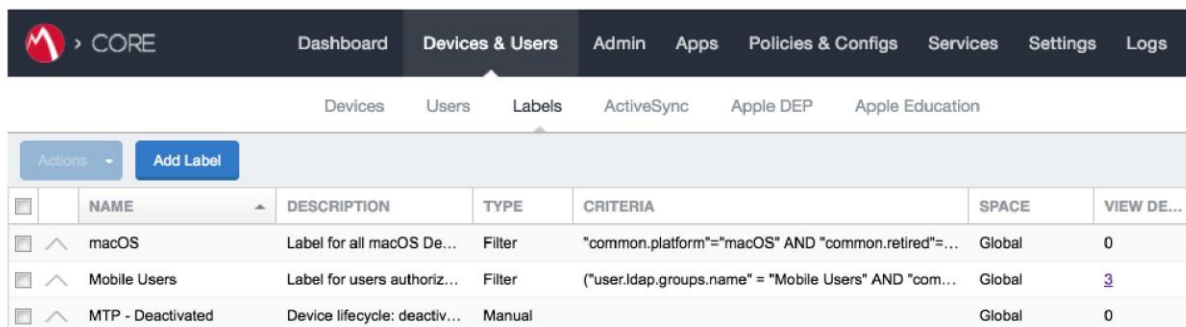 › CORE Dashboard Devices & Users Admin Apps Policies & Configs Services Settings Logs
Devices Users Labels ActiveSync Apple DEP Apple Education
Actions Add Label
NAME DESCRIPTION TYPE CRITERIA SPACE VIEW DE...
macOS Label for all macOS De... Filter "common.platform"="macOS" AND "common.retired"=... Global 0
Mobile Users Label for users authoriz... Filter ("user.ldap.groups.name" = "Mobile Users" AND "com... Global 3
MTP - Deactivated Device lifecycle: deactiv... Manual Global 0